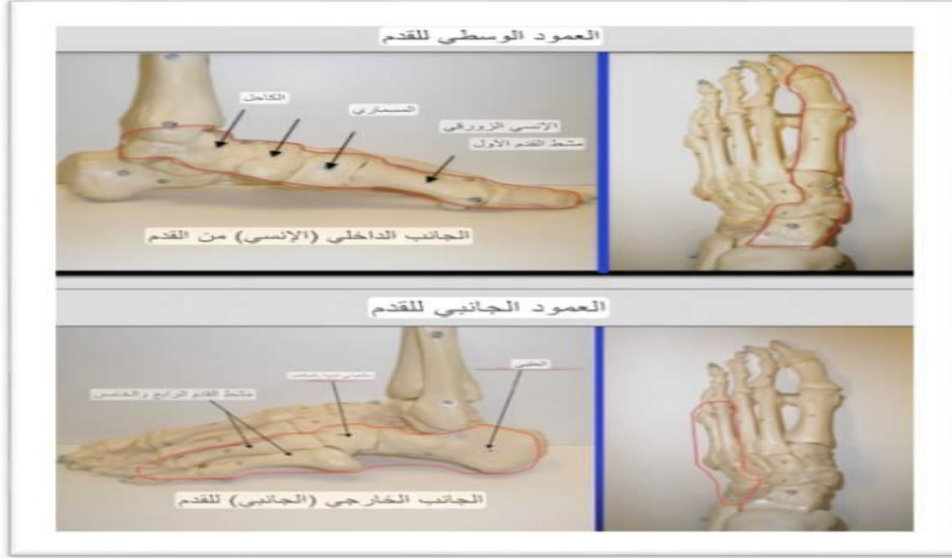 العمود الوسطي للقدم
الكاحل
المسماري
الإنسي الزورقي
مشط القدم الأول
الجانب الداخلي (الإنسي) من القدم
العمود الجانبي للقدم
العقبي
مشط القدم الرابع والخامس
الجانب الخارجي (الجانبي) للقدم